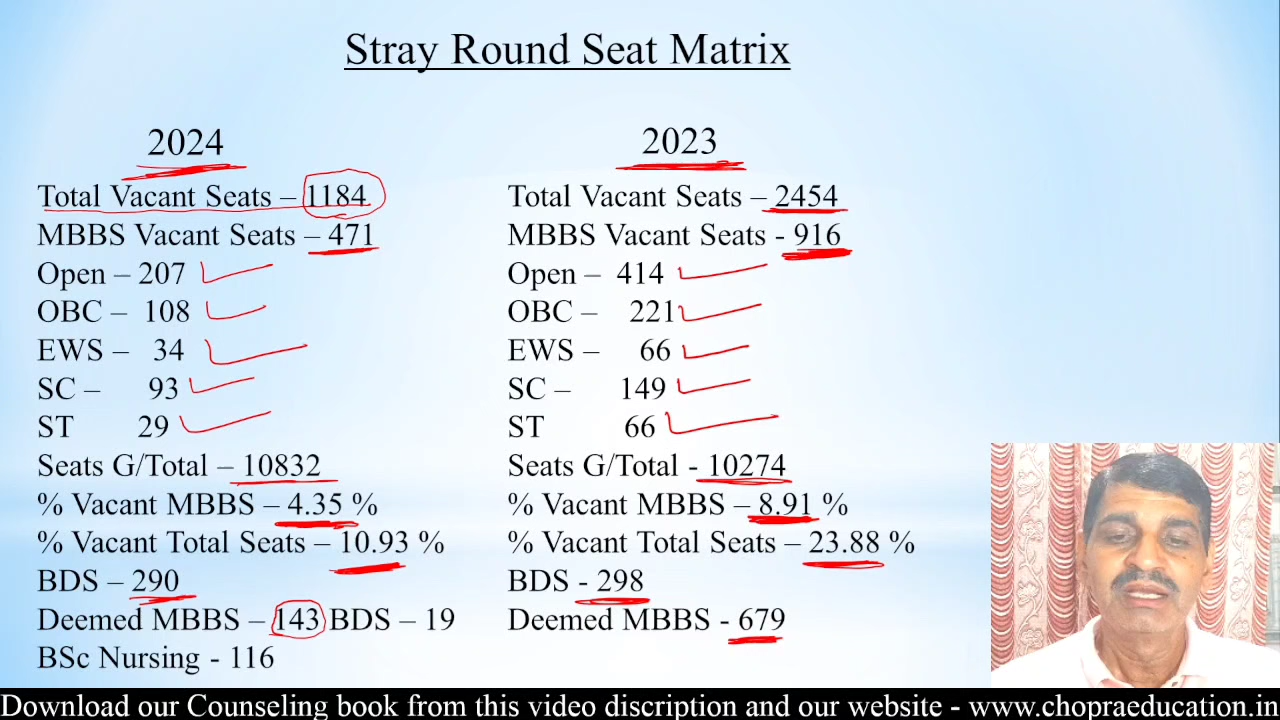 Stray Round Seat Matrix
2024
Total Vacant Seats – 1184
MBBS Vacant Seats – 471
Open – 207
OBC – 108
EWS – 34
SC – 93
ST 29
Seats G/Total – 10832
% Vacant MBBS – 4.35 %
% Vacant Total Seats – 10.93 %
BDS – 290
Deemed MBBS – 143 BDS – 19
BSc Nursing - 116
2023
Total Vacant Seats – 2454
MBBS Vacant Seats - 916
Open – 414
OBC – 221
EWS – 66
SC – 149
ST 66
Seats G/Total - 10274
% Vacant MBBS – 8.91 %
% Vacant Total Seats – 23.88 %
BDS - 298
Deemed MBBS - 679
Download our Counseling book from this video discription and our website - www.chopraeducation.in